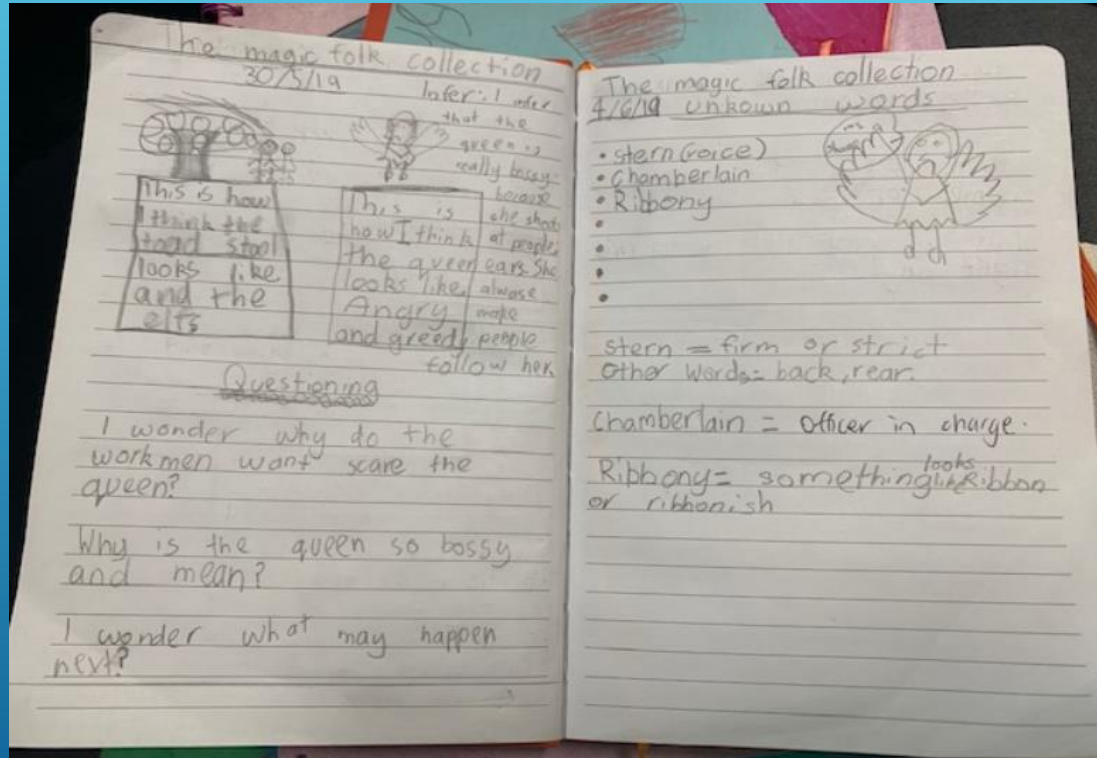 The magic folk collection
30/5/19
Infer: I infer
that the
queen is
really bossy
because
she shouts
at people,
ears. She
alwase
make
people
follow her.
This is how
I think the
toad stool
looks like
and the
elfs
This is
how I think
the queen
looks like,
Angry
and greedy
Questioning
I wonder why do the
workmen want scare the
queen?
Why is the queen so bossy
and mean?
I wonder what may happen
next?
The magic folk collection
4/6/19 unkown words
• stern (voice)
• Chamberlain
• Ribbony
stern = firm or strict
Other words = back, rear.
Chamberlain = Officer in charge.
Ribbony = something looks like Ribbon
or ribbonish